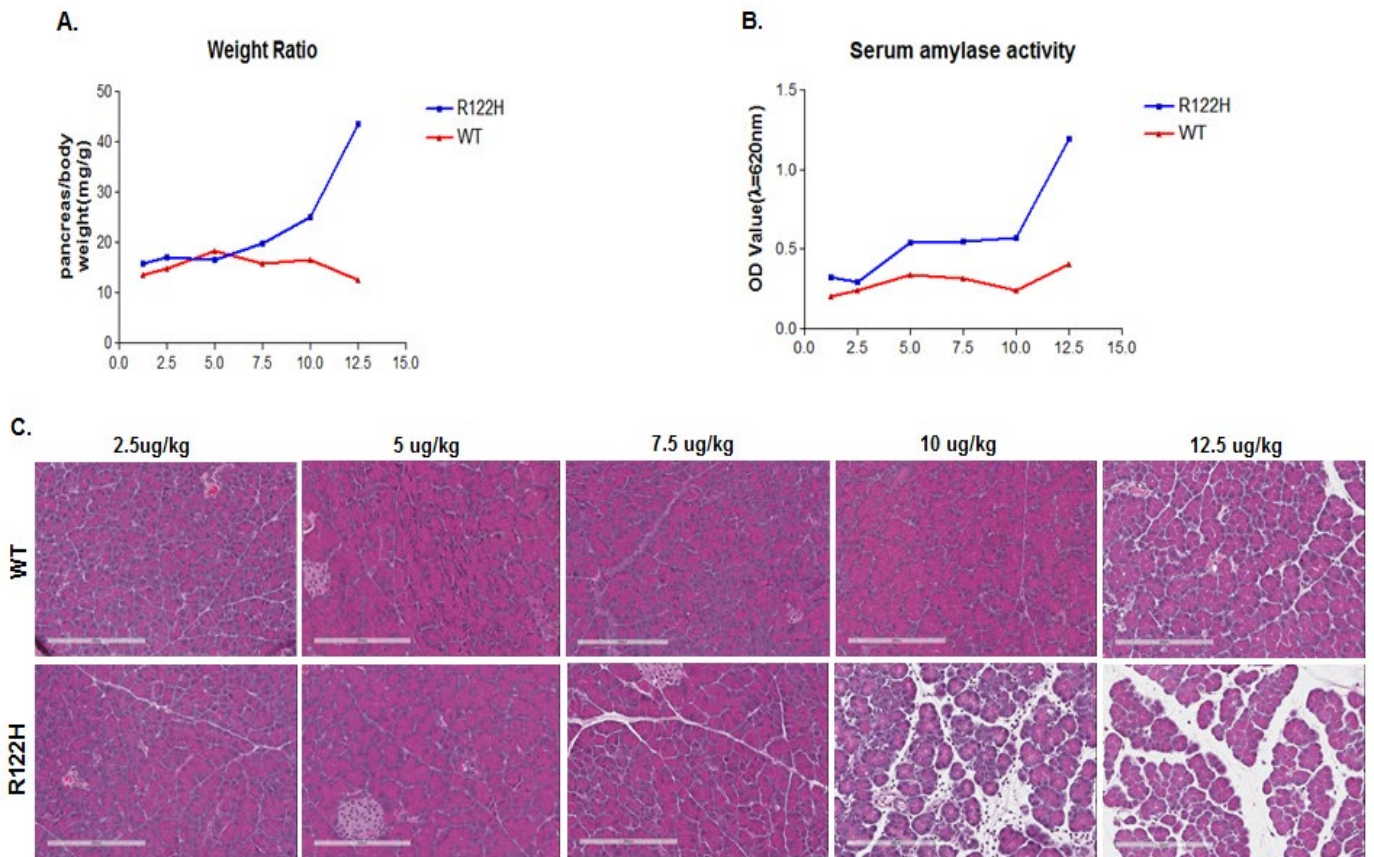 A.
Weight Ratio
pancreas/body
weight(mg/g)
50
40
30
20
10
0
0.0 2.5 5.0 7.5 10.0 12.5 15.0
R122H
WT
B.
Serum amylase activity
OD Value(λ=620nm)
1.5
1.0
0.5
0.0
0.0 2.5 5.0 7.5 10.0 12.5 15.0
R122H
WT
C.
2.5ug/kg 5 ug/kg 7.5 ug/kg 10 ug/kg 12.5 ug/kg
WT
R122H